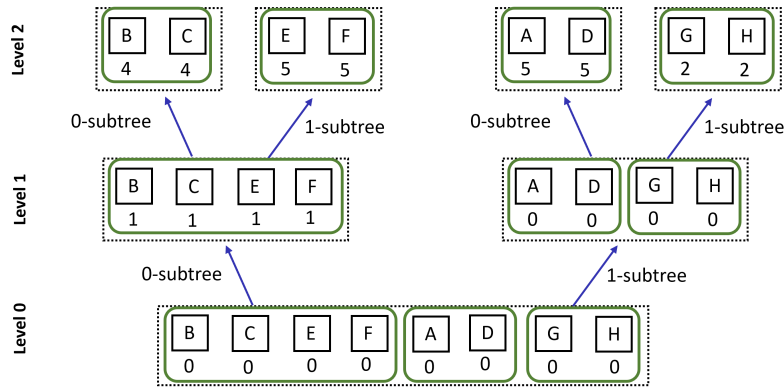 Level 2
B C E F A D G H
4 4 5 5 5 5 2 2
0-subtree 1-subtree 0-subtree 1-subtree
Level 1
B C E F A D G H
1 1 1 1 0 0 0 0
0-subtree 1-subtree
Level 0
B C E F A D G H
0 0 0 0 0 0 0 0